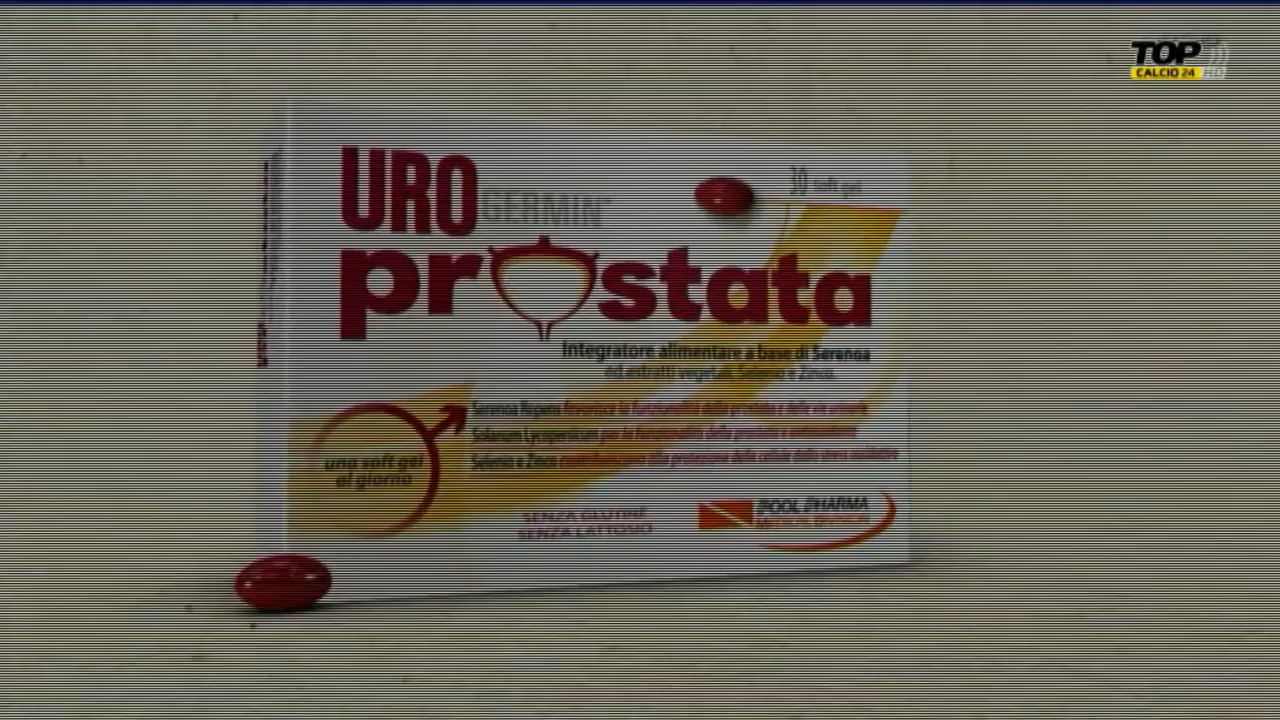 TOP
CALCIO 24 HD
30 soft gel
URO GERMIN
prostata
Integratore alimentare a base di Serenoa
ed estratti vegetali, Selenio e Zinco.
Serenoa Repens favorisce la funzionalità della prostata e delle vie urinarie
Solanum Lycopersicum per la funzionalità della prostata e antiossidante
Selenio e Zinco contribuiscono alla protezione delle cellule dallo stress ossidativo
una soft gel
al giorno
SENZA GLUTINE
SENZA LATTOSIO
POOL PHARMA
MEDICAL DIVISION